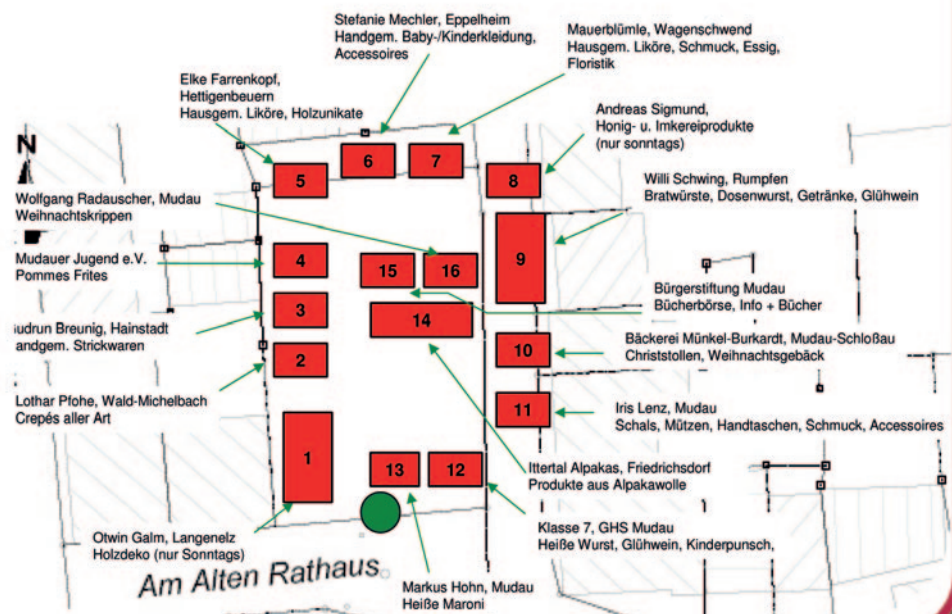 Stefanie Mechler, Eppelheim
Handgem. Baby-/Kinderkleidung,
Accessoires
Mauerblümle, Wagenschwend
Hausgem. Liköre, Schmuck, Essig,
Floristik
Elke Farrenkopf,
Hettigenbeuern
Hausgem. Liköre, Holzunikate
Andreas Sigmund,
Honig- u. Imkereiprodukte
(nur sonntags)
N
6
7
5
8
Willi Schwing, Rumpfen
Bratwürste, Dosenwurst, Getränke, Glühwein
Wolfgang Radauscher, Mudau
Weihnachtskrippen
9
Mudauer Jugend e.V.
Pommes Frites
4
15
16
Bürgerstiftung Mudau
Bücherbörse, Info + Bücher
3
14
udrun Breunig, Hainstadt
andgem. Strickwaren
2
10
Bäckerei Münkel-Burkardt, Mudau-Schloßau
Christstollen, Weihnachtsgebäck
Lothar Pfohe, Wald-Michelbach
Crepés aller Art
11
Iris Lenz, Mudau
Schals, Mützen, Handtaschen, Schmuck, Accessoires
1
13
12
Ittertal Alpakas, Friedrichsdorf
Produkte aus Alpakawolle
Otwin Galm, Langenelz
Holzdeko (nur Sonntags)
Klasse 7, GHS Mudau
Heiße Wurst, Glühwein, Kinderpunsch,
Am Alten Rathaus
Markus Hohn, Mudau
Heiße Maroni